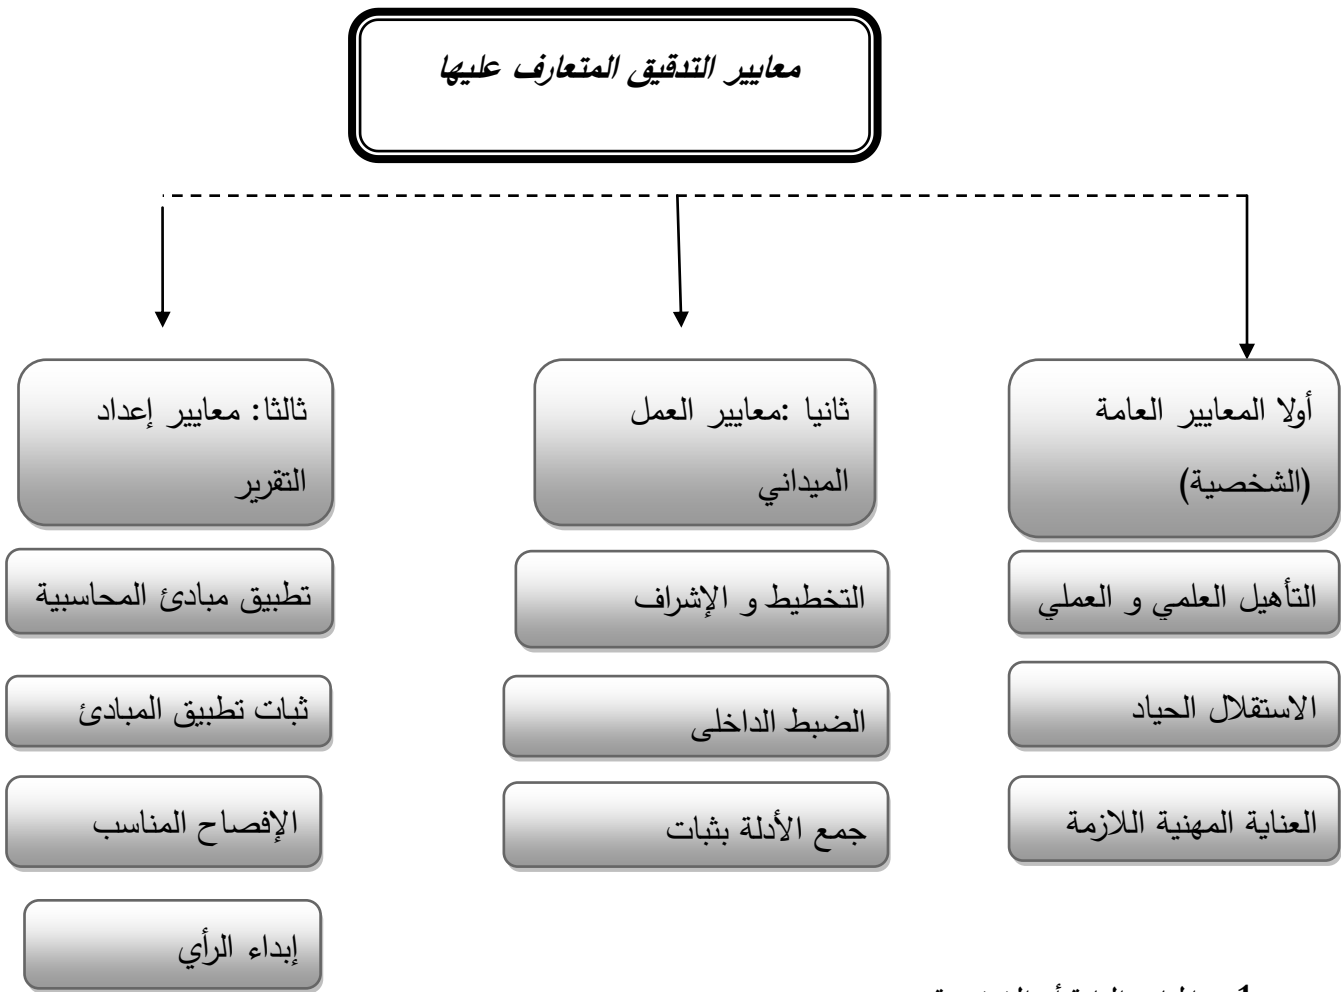 معايير التدقيق المتعارف عليها
أولا المعايير العامة
(الشخصية)
التأهيل العلمي و العملي
الاستقلال الحياد
العناية المهنية اللازمة
ثانيا :معايير العمل
الميداني
التخطيط و الإشراف
الضبط الداخلى
جمع الأدلة بثبات
ثالثا: معايير إعداد
التقرير
تطبيق مبادئ المحاسبية
ثبات تطبيق المبادئ
الإفصاح المناسب
إبداء الرأي